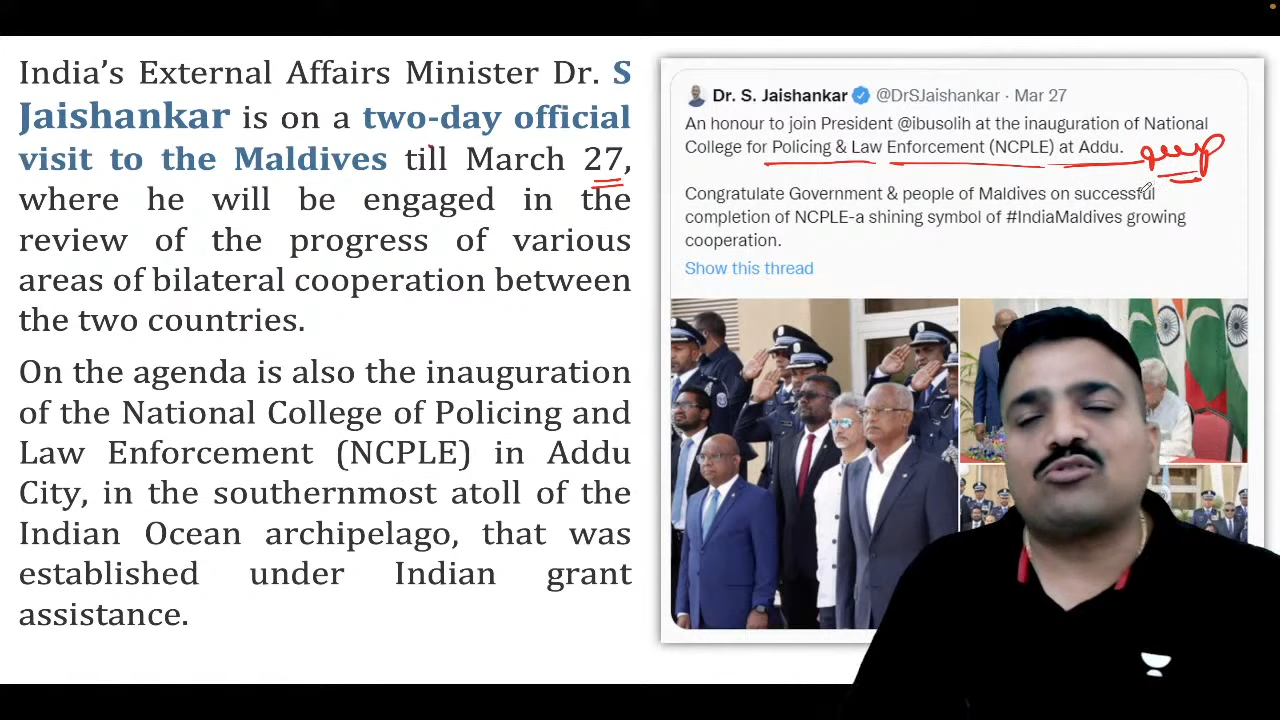 India’s External Affairs Minister Dr. S
Jaishankar is on a two-day official
visit to the Maldives till March 27,
where he will be engaged in the
review of the progress of various
areas of bilateral cooperation between
the two countries.
On the agenda is also the inauguration
of the National College of Policing and
Law Enforcement (NCPLE) in Addu
City, in the southernmost atoll of the
Indian Ocean archipelago, that was
established under Indian grant
assistance.
Dr. S. Jaishankar @DrSJaishankar · Mar 27
An honour to join President @ibusolih at the inauguration of National
College for Policing & Law Enforcement (NCPLE) at Addu.
Congratulate Government & people of Maldives on successful
completion of NCPLE-a shining symbol of #IndiaMaldives growing
cooperation.
Show this thread